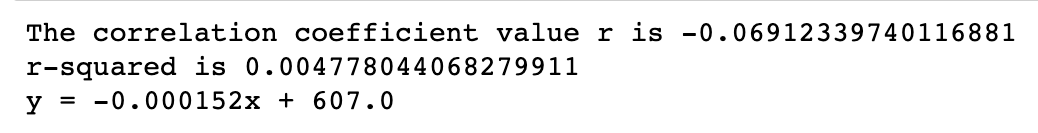 The correlation coefficient value r is -0.06912339740116881
r-squared is 0.004778044068279911
y = -0.000152x + 607.0